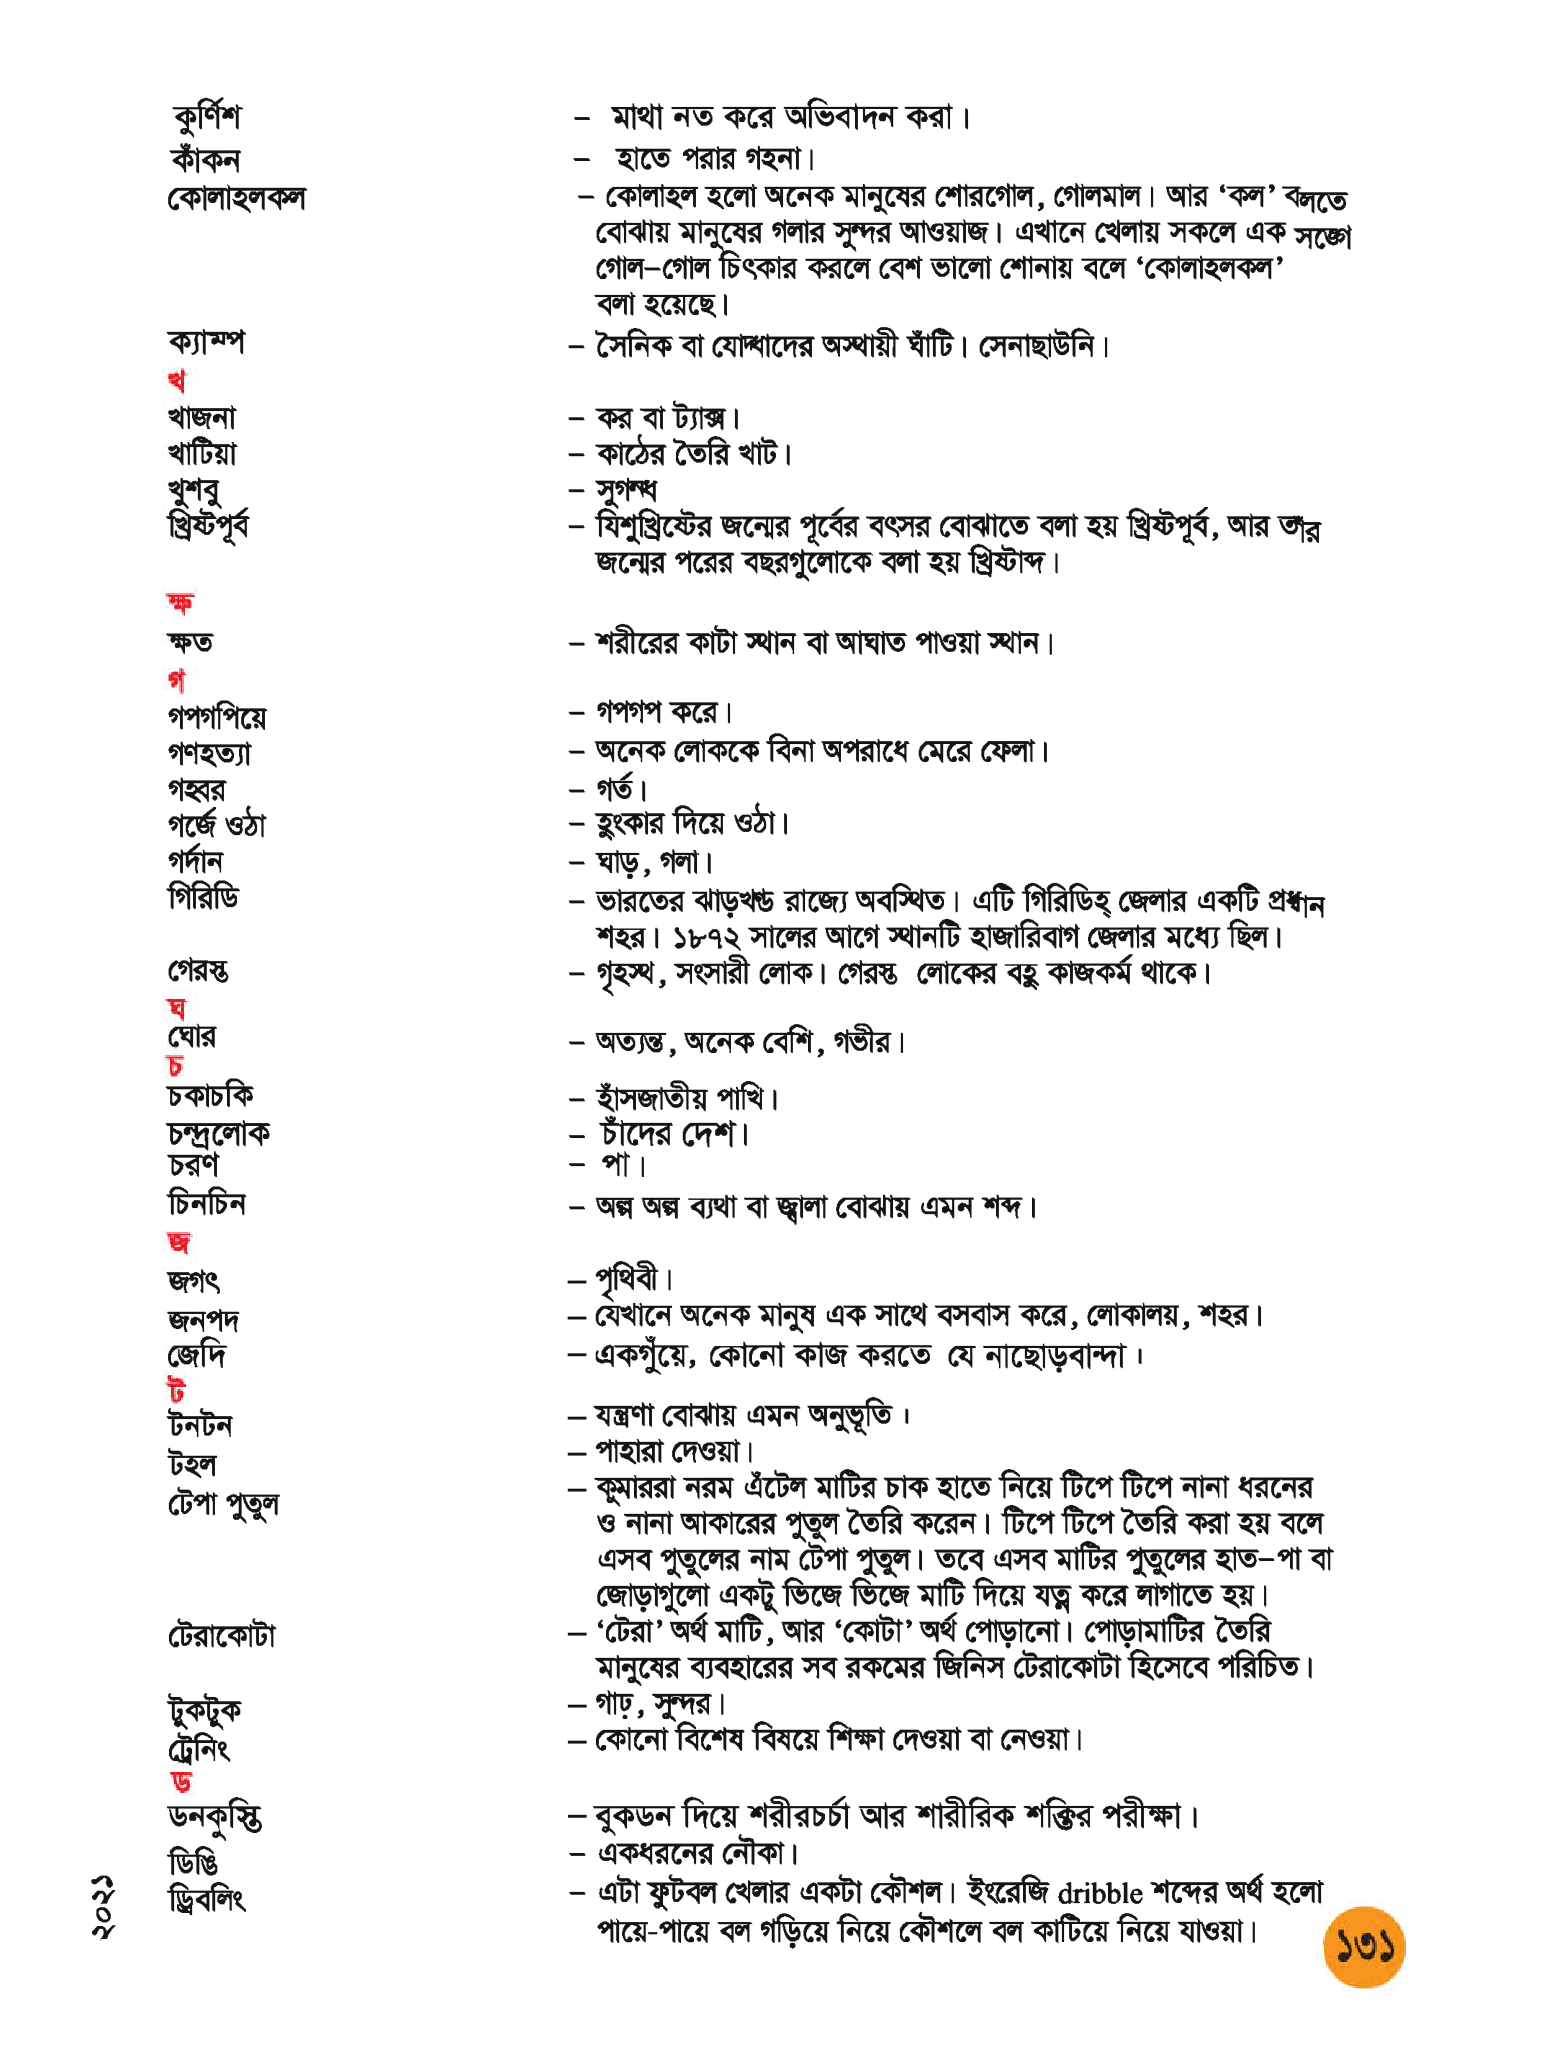 কুর্ণিশ – মাথা নত করে অভিবাদন করা।
কাঁকন – হাতে পরার গহনা।
কোলাহলকল – কোলাহল হলো অনেক মানুষের শোরগোল, গোলমাল। আর ‘কল’ বলতে
বোঝায় মানুষের গলার সুন্দর আওয়াজ। এখানে খেলায় সকলে এক সঙ্গে
গোল–গোল চিৎকার করলে বেশ ভালো শোনায় বলে ‘কোলাহলকল’
বলা হয়েছে।
ক্যাম্প – সৈনিক বা যোদ্ধাদের অস্থায়ী ঘাঁটি। সেনাছাউনি।
খ
খাজনা – কর বা ট্যাক্স।
খাটিয়া – কাঠের তৈরি খাট।
খুশবু – সুগন্ধ
খ্রিষ্টপূর্ব – যিশুখ্রিষ্টের জন্মের পূর্বের বৎসর বোঝাতে বলা হয় খ্রিষ্টপূর্ব, আর তাঁর
জন্মের পরের বছরগুলোকে বলা হয় খ্রিষ্টাব্দ।
ক্ষ
ক্ষত – শরীরের কাটা স্থান বা আঘাত পাওয়া স্থান।
গ
গপগপিয়ে – গপগপ করে।
গণহত্যা – অনেক লোককে বিনা অপরাধে মেরে ফেলা।
গহ্বর – গর্ত।
গর্জে ওঠা – হুংকার দিয়ে ওঠা।
গর্দান – ঘাড়, গলা।
গিরিডি – ভারতের ঝাড়খণ্ড রাজ্যে অবস্থিত। এটি গিরিডিহ্ জেলার একটি প্রধান
শহর। ১৮৭২ সালের আগে স্থানটি হাজারিবাগ জেলার মধ্যে ছিল।
গেরস্ত – গৃহস্থ, সংসারী লোক। গেরস্ত লোকের বহু কাজকর্ম থাকে।
ঘ
ঘোর – অত্যন্ত, অনেক বেশি, গভীর।
চ
চকাচকি – হাঁসজাতীয় পাখি।
চন্দ্রলোক – চাঁদের দেশ।
চরণ – পা।
চিনচিন – অল্প অল্প ব্যথা বা জ্বালা বোঝায় এমন শব্দ।
জ
জগৎ – পৃথিবী।
জনপদ – যেখানে অনেক মানুষ এক সাথে বসবাস করে, লোকালয়, শহর।
জেদি – একগুঁয়ে, কোনো কাজ করতে যে নাছোড়বান্দা।
ট
টনটন – যন্ত্রণা বোঝায় এমন অনুভূতি।
টহল – পাহারা দেওয়া।
টেপা পুতুল – কুমাররা নরম এঁটেল মাটির চাক হাতে নিয়ে টিপে টিপে নানা ধরনের
ও নানা আকারের পুতুল তৈরি করেন। টিপে টিপে তৈরি করা হয় বলে
এসব পুতুলের নাম টেপা পুতুল। তবে এসব মাটির পুতুলের হাত–পা বা
জোড়াগুলো একটু ভিজে ভিজে মাটি দিয়ে যত্ন করে লাগাতে হয়।
টেরাকোটা – ‘টেরা’ অর্থ মাটি, আর ‘কোটা’ অর্থ পোড়ানো। পোড়ামাটির তৈরি
মানুষের ব্যবহারের সব রকমের জিনিস টেরাকোটা হিসেবে পরিচিত।
টুকটুক – গাঢ়, সুন্দর।
ট্রেনিং – কোনো বিশেষ বিষয়ে শিক্ষা দেওয়া বা নেওয়া।
ড
ডনকুস্তি – বুকডন দিয়ে শরীরচর্চা আর শারীরিক শক্তির পরীক্ষা।
ডিঙি – একধরনের নৌকা।
ড্রিবলিং – এটা ফুটবল খেলার একটা কৌশল। ইংরেজি dribble শব্দের অর্থ হলো
পায়ে-পায়ে বল গড়িয়ে নিয়ে কৌশলে বল কাটিয়ে নিয়ে যাওয়া।
২০২১
১৩১